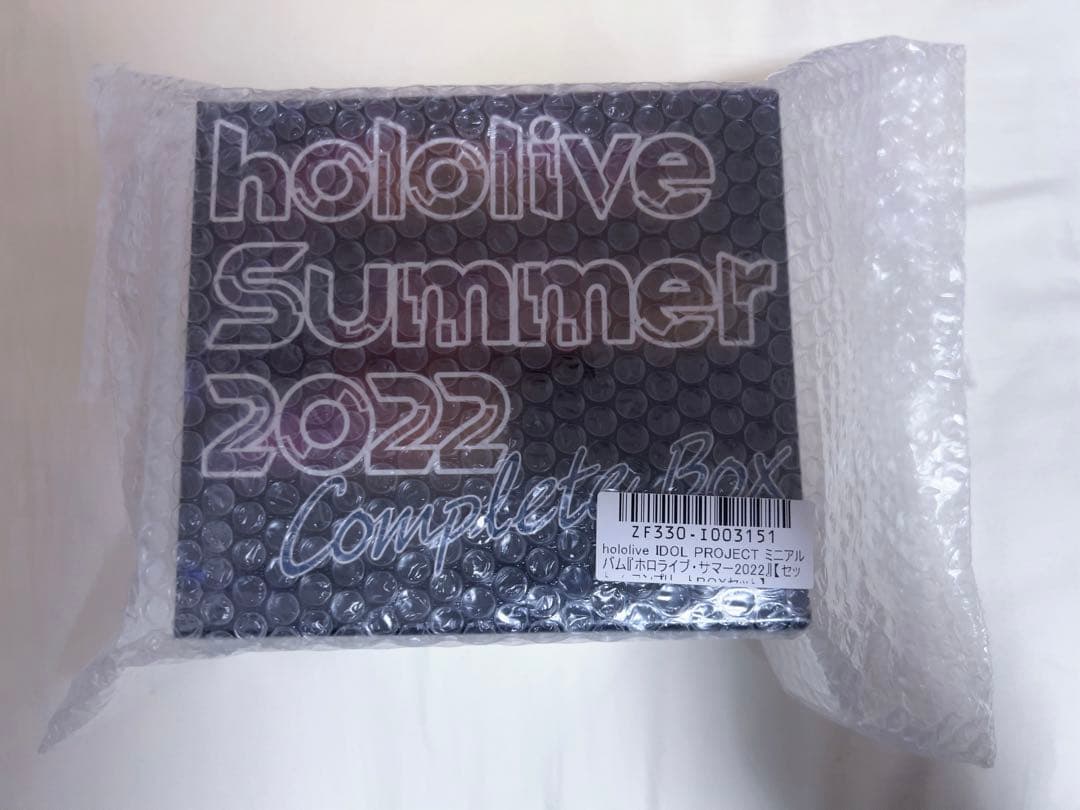 hololive
Summer
2022
Complete Box
ZF330-I003151
hololive IDOL PROJECT ミニアル
バム『ホロライブ・サマー2022』【セッ